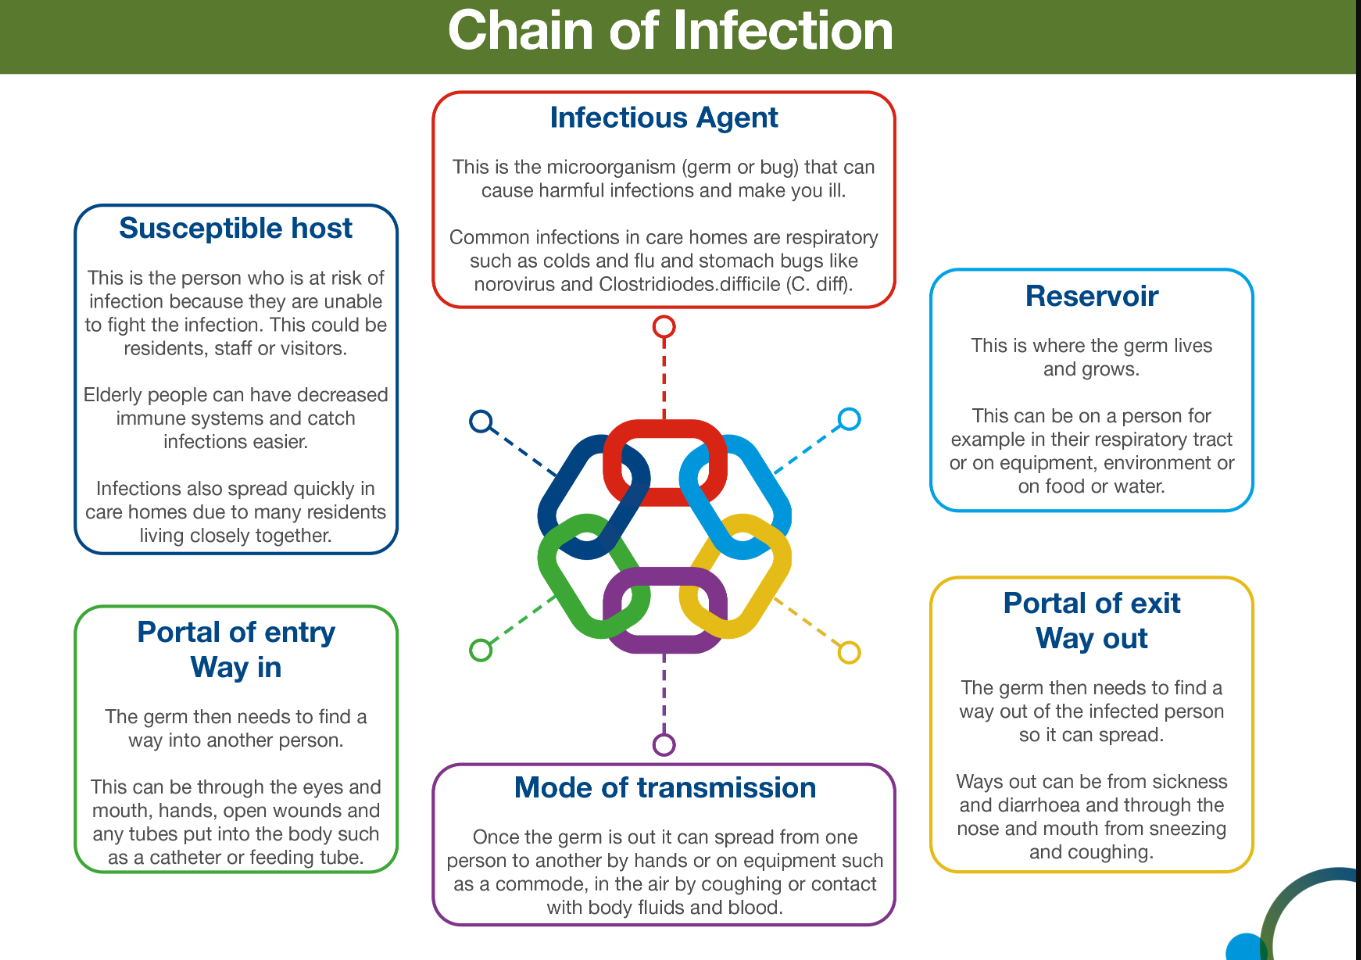 Chain of Infection
Infectious Agent
This is the microorganism (germ or bug) that can
cause harmful infections and make you ill.
Common infections in care homes are respiratory
such as colds and flu and stomach bugs like
norovirus and Clostridiodes.difficile (C. diff).
Reservoir
This is where the germ lives
and grows.
This can be on a person for
example in their respiratory tract
or on equipment, environment or
on food or water.
Portal of exit
Way out
The germ then needs to find a
way out of the infected person
so it can spread.
Ways out can be from sickness
and diarrhoea and through the
nose and mouth from sneezing
and coughing.
Mode of transmission
Once the germ is out it can spread from one
person to another by hands or on equipment such
as a commode, in the air by coughing or contact
with body fluids and blood.
Portal of entry
Way in
The germ then needs to find a
way into another person.
This can be through the eyes and
mouth, hands, open wounds and
any tubes put into the body such
as a catheter or feeding tube.
Susceptible host
This is the person who is at risk of
infection because they are unable
to fight the infection. This could be
residents, staff or visitors.
Elderly people can have decreased
immune systems and catch
infections easier.
Infections also spread quickly in
care homes due to many residents
living closely together.